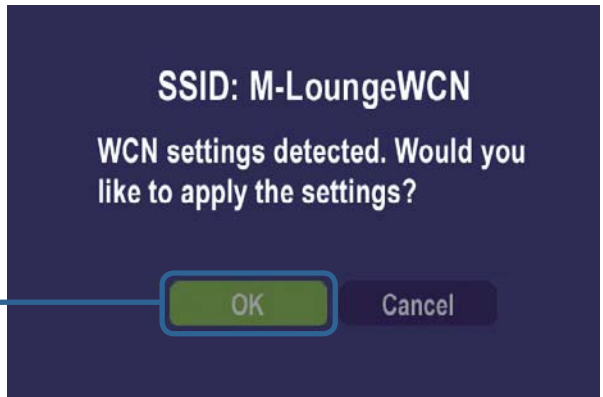 SSID: M-LoungeWCN
WCN settings detected. Would you
like to apply the settings?
OK
Cancel